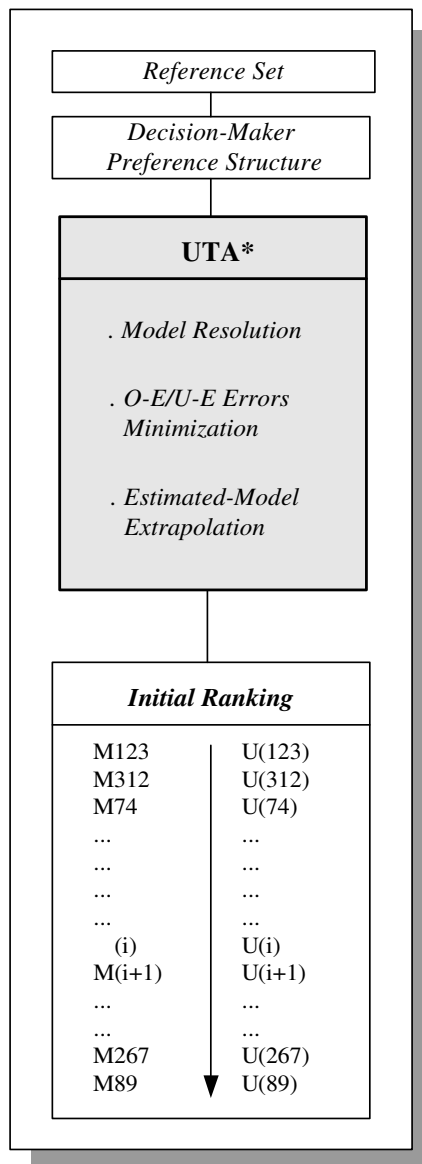 Reference Set
Decision-Maker
Preference Structure
UTA*
. Model Resolution
. O-E/U-E Errors
Minimization
. Estimated-Model
Extrapolation
Initial Ranking
M123 U(123)
M312 U(312)
M74 U(74)
... ...
... ...
... ...
... ...
(i) U(i)
M(i+1) U(i+1)
... ...
... ...
M267 U(267)
M89 U(89)